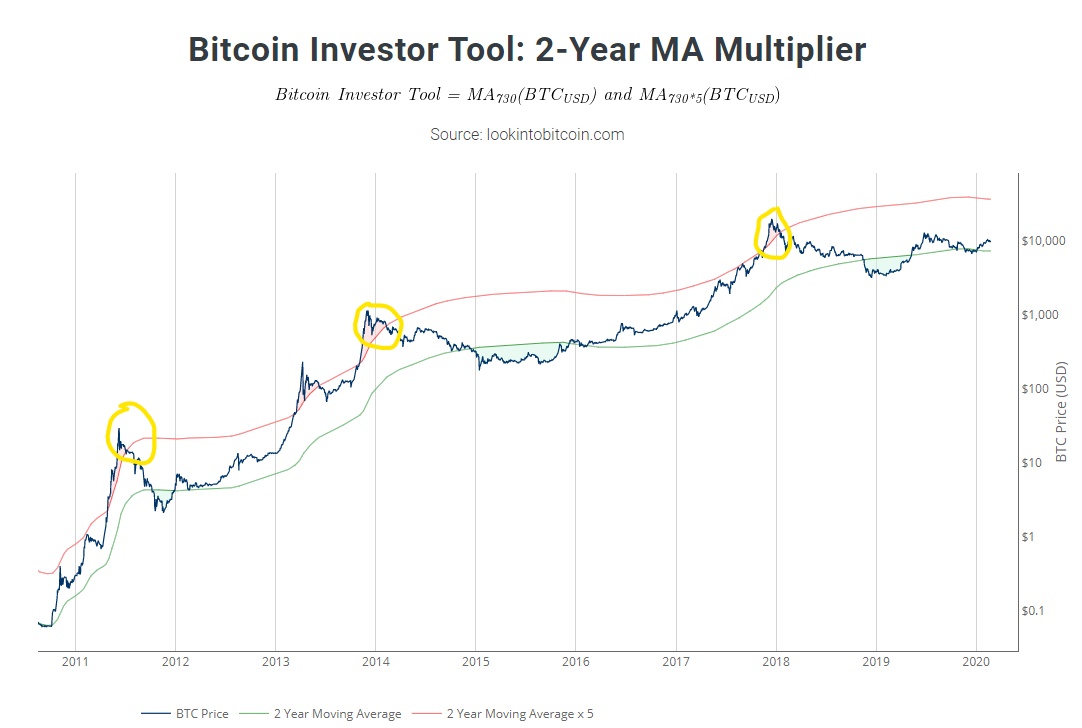 Bitcoin Investor Tool: 2-Year MA Multiplier
Bitcoin Investor Tool = MA730(BTCUSD) and MA730*5(BTCUSD)
Source: lookintobitcoin.com
$10,000
$1,000
$100
$10
$1
$0.1
BTC Price (USD)
2011 2012 2013 2014 2015 2016 2017 2018 2019 2020
BTC Price 2 Year Moving Average 2 Year Moving Average x 5